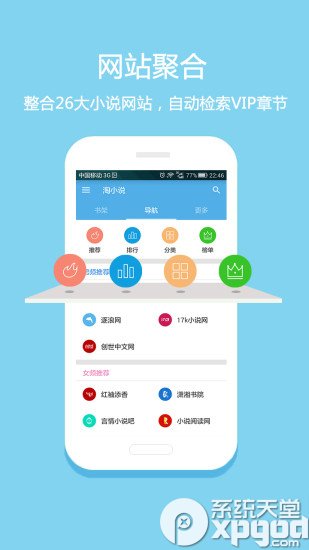 网站聚合
整合26大小说网站，自动检索VIP章节
中国移动 3G 77% 22:46
淘小说
书架 导航 更多
推荐 排行 分类 榜单
逐浪网 17k小说网
创世中文网
女频推荐
红袖添香 潇湘书院
言情小说吧 小说阅读网
系统天堂
xpgod.com